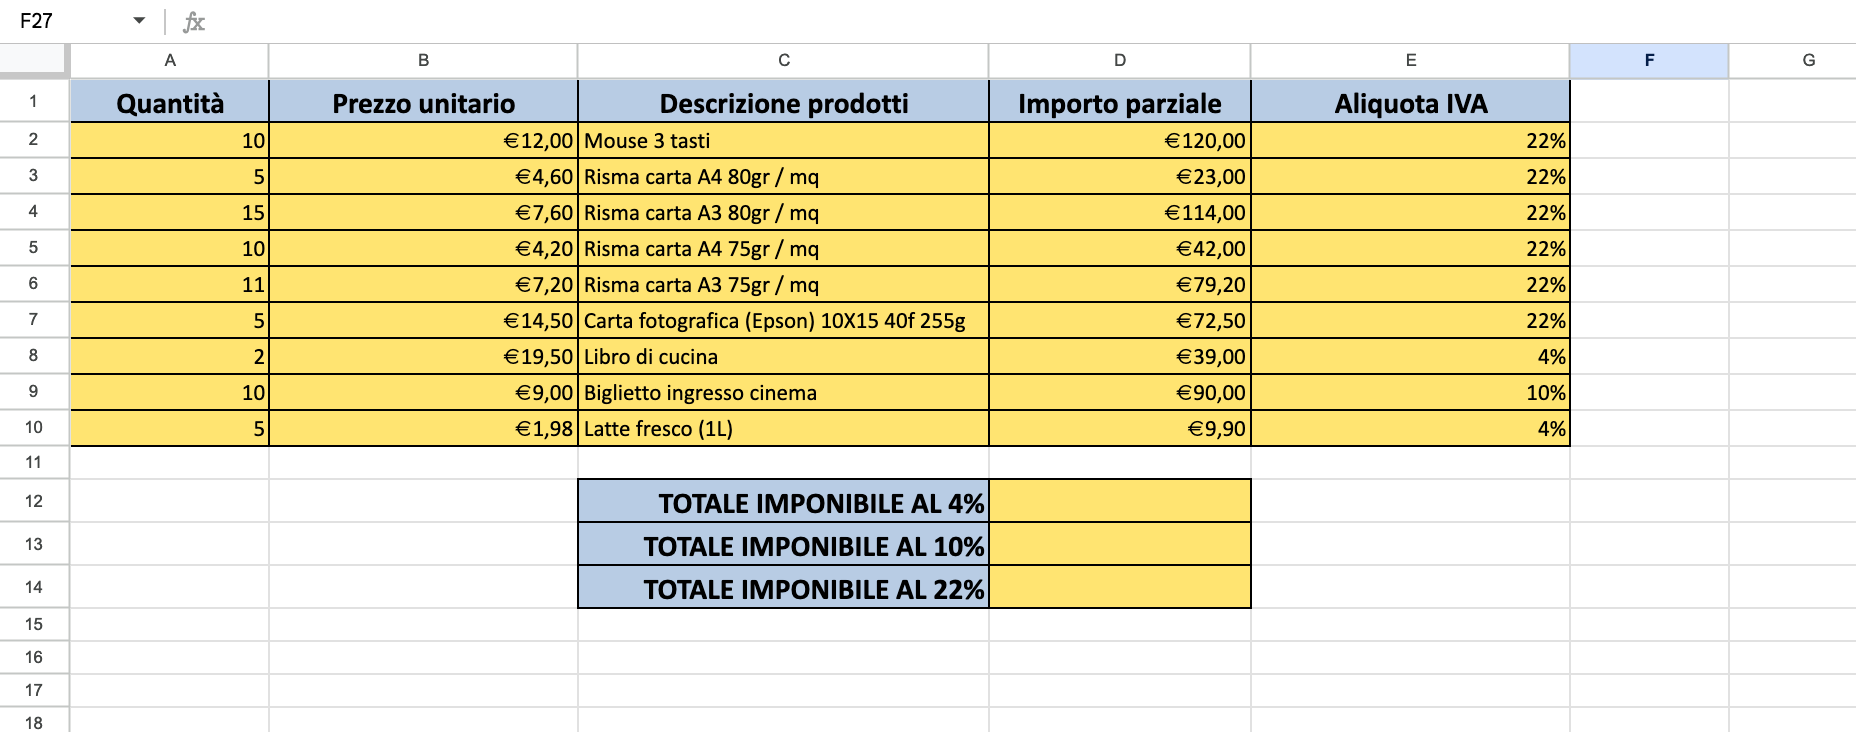 F27 fx
A B C D E F G
1 Quantità Prezzo unitario Descrizione prodotti Importo parziale Aliquota IVA
2 10 €12,00 Mouse 3 tasti €120,00 22%
3 5 €4,60 Risma carta A4 80gr / mq €23,00 22%
4 15 €7,60 Risma carta A3 80gr / mq €114,00 22%
5 10 €4,20 Risma carta A4 75gr / mq €42,00 22%
6 11 €7,20 Risma carta A3 75gr / mq €79,20 22%
7 5 €14,50 Carta fotografica (Epson) 10X15 40f 255g €72,50 22%
8 2 €19,50 Libro di cucina €39,00 4%
9 10 €9,00 Biglietto ingresso cinema €90,00 10%
10 5 €1,98 Latte fresco (1L) €9,90 4%
11
12 TOTALE IMPONIBILE AL 4%
13 TOTALE IMPONIBILE AL 10%
14 TOTALE IMPONIBILE AL 22%
15
16
17
18